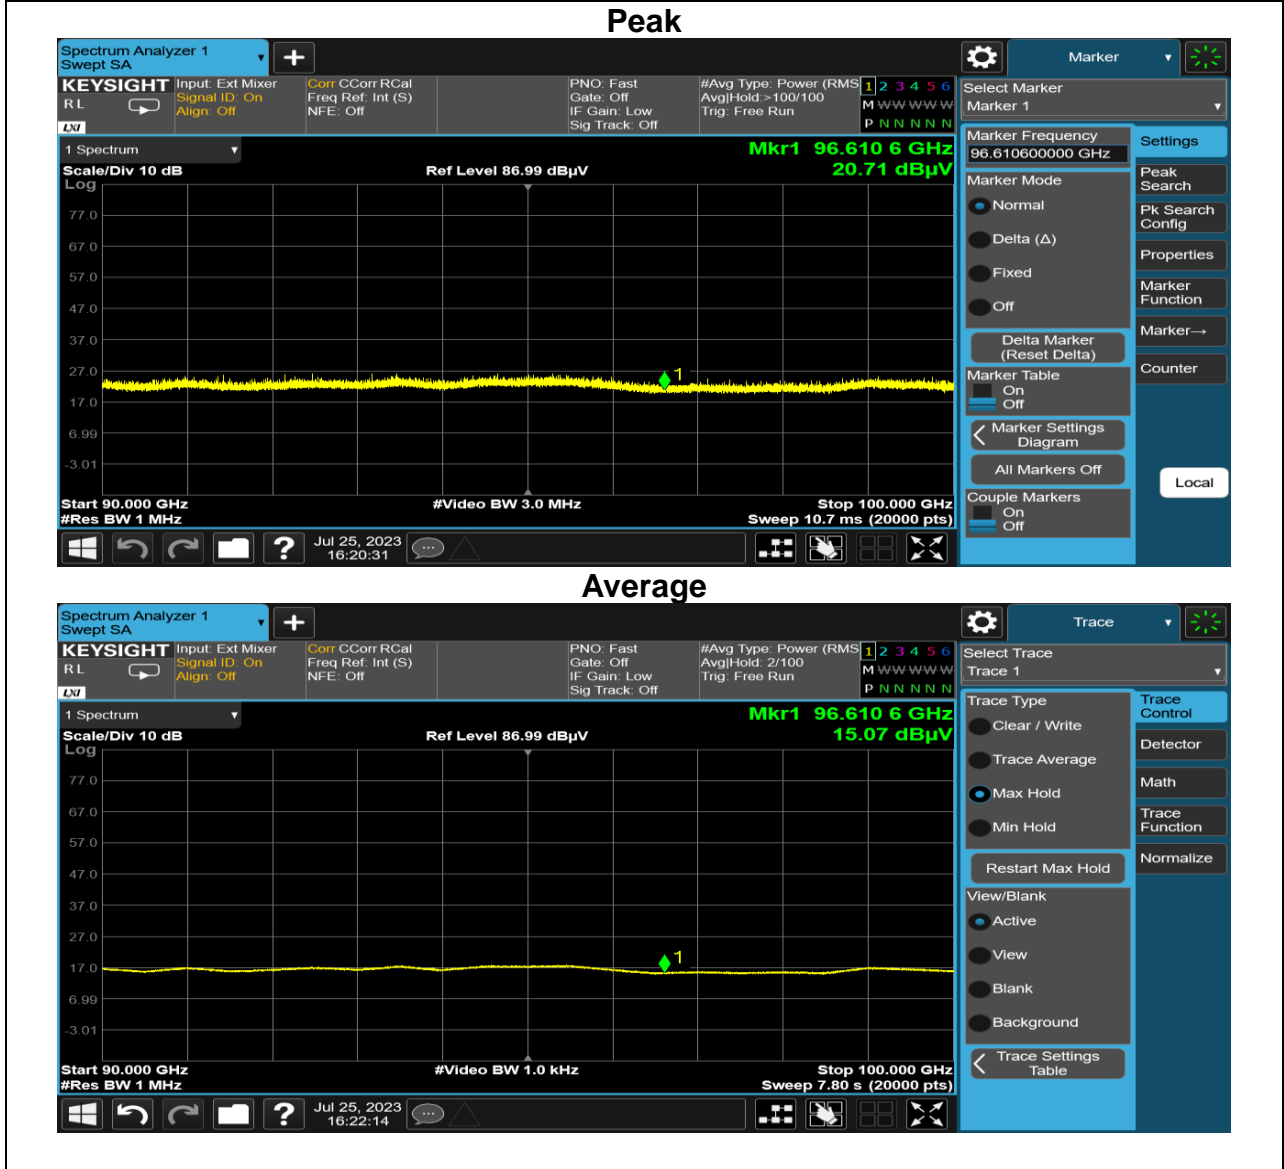 Peak
Spectrum Analyzer 1
Swept SA
Marker
KEYSIGHT
RL
LXI
Input: Ext Mixer
Signal ID: On
Align: Off
Corr CCorr RCal
Freq Ref: Int (S)
NFE: Off
PNO: Fast
Gate: Off
IF Gain: Low
Sig Track: Off
#Avg Type: Power (RMS
Avg|Hold:>100/100
Trig: Free Run
1 2 3 4 5 6
M W W W W W
P N N N N N
Select Marker
Marker 1
1 Spectrum
Scale/Div 10 dB
Log
Ref Level 86.99 dBµV
Mkr1 96.610 6 GHz
20.71 dBµV
77.0
67.0
57.0
47.0
37.0
27.0
17.0
6.99
-3.01
1
Start 90.000 GHz
#Res BW 1 MHz
#Video BW 3.0 MHz
Stop 100.000 GHz
Sweep 10.7 ms (20000 pts)
Marker Frequency
96.610600000 GHz
Marker Mode
Normal
Delta (Δ)
Fixed
Off
Delta Marker
(Reset Delta)
Marker Table
On
Off
Marker Settings
Diagram
All Markers Off
Couple Markers
On
Off
Settings
Peak
Search
Pk Search
Config
Properties
Marker
Function
Marker→
Counter
Local
?
Jul 25, 2023
16:20:31
Average
Spectrum Analyzer 1
Swept SA
Trace
KEYSIGHT
RL
LXI
Input: Ext Mixer
Signal ID: On
Align: Off
Corr CCorr RCal
Freq Ref: Int (S)
NFE: Off
PNO: Fast
Gate: Off
IF Gain: Low
Sig Track: Off
#Avg Type: Power (RMS
Avg|Hold: 2/100
Trig: Free Run
1 2 3 4 5 6
M W W W W W
P N N N N N
Select Trace
Trace 1
1 Spectrum
Scale/Div 10 dB
Log
Ref Level 86.99 dBµV
Mkr1 96.610 6 GHz
15.07 dBµV
77.0
67.0
57.0
47.0
37.0
27.0
17.0
6.99
-3.01
1
Start 90.000 GHz
#Res BW 1 MHz
#Video BW 1.0 kHz
Stop 100.000 GHz
Sweep 7.80 s (20000 pts)
Trace Type
Clear / Write
Trace Average
Max Hold
Min Hold
Restart Max Hold
View/Blank
Active
View
Blank
Background
Trace Settings
Table
Trace
Control
Detector
Math
Trace
Function
Normalize
?
Jul 25, 2023
16:22:14